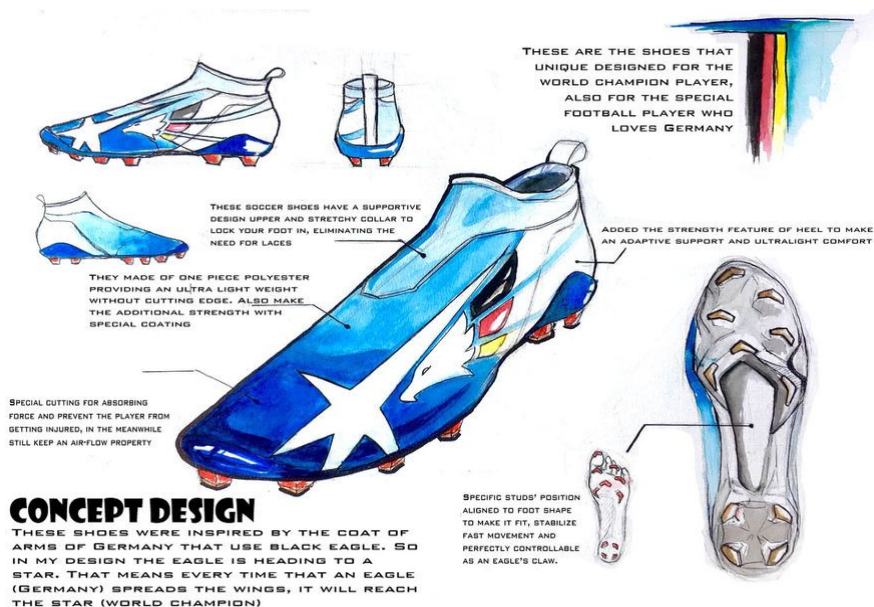 THESE ARE THE SHOES THAT
UNIQUE DESIGNED FOR THE
WORLD CHAMPION PLAYER,
ALSO FOR THE SPECIAL
FOOTBALL PLAYER WHO
LOVES GERMANY
THESE SOCCER SHOES HAVE A SUPPORTIVE
DESIGN UPPER AND STRETCHY COLLAR TO
LOCK YOUR FOOT IN, ELIMINATING THE
NEED FOR LACES
ADDED THE STRENGTH FEATURE OF HEEL TO MAKE
AN ADAPTIVE SUPPORT AND ULTRALIGHT COMFORT
THEY MADE OF ONE PIECE POLYESTER
PROVIDING AN ULTRA LIGHT WEIGHT
WITHOUT CUTTING EDGE. ALSO MAKE
THE ADDITIONAL STRENGTH WITH
SPECIAL COATING
SPECIAL CUTTING FOR ABSORBING
FORCE AND PREVENT THE PLAYER FROM
GETTING INJURED, IN THE MEANWHILE
STILL KEEP AN AIR-FLOW PROPERTY
SPECIFIC STUDS' POSITION
ALIGNED TO FOOT SHAPE
TO MAKE IT FIT, STABILIZE
FAST MOVEMENT AND
PERFECTLY CONTROLLABLE
AS AN EAGLE'S CLAW.
CONCEPT DESIGN
THESE SHOES WERE INSPIRED BY THE COAT OF
ARMS OF GERMANY THAT USE BLACK EAGLE. SO
IN MY DESIGN THE EAGLE IS HEADING TO A
STAR. THAT MEANS EVERY TIME THAT AN EAGLE
(GERMANY) SPREADS THE WINGS, IT WILL REACH
THE STAR (WORLD CHAMPION)